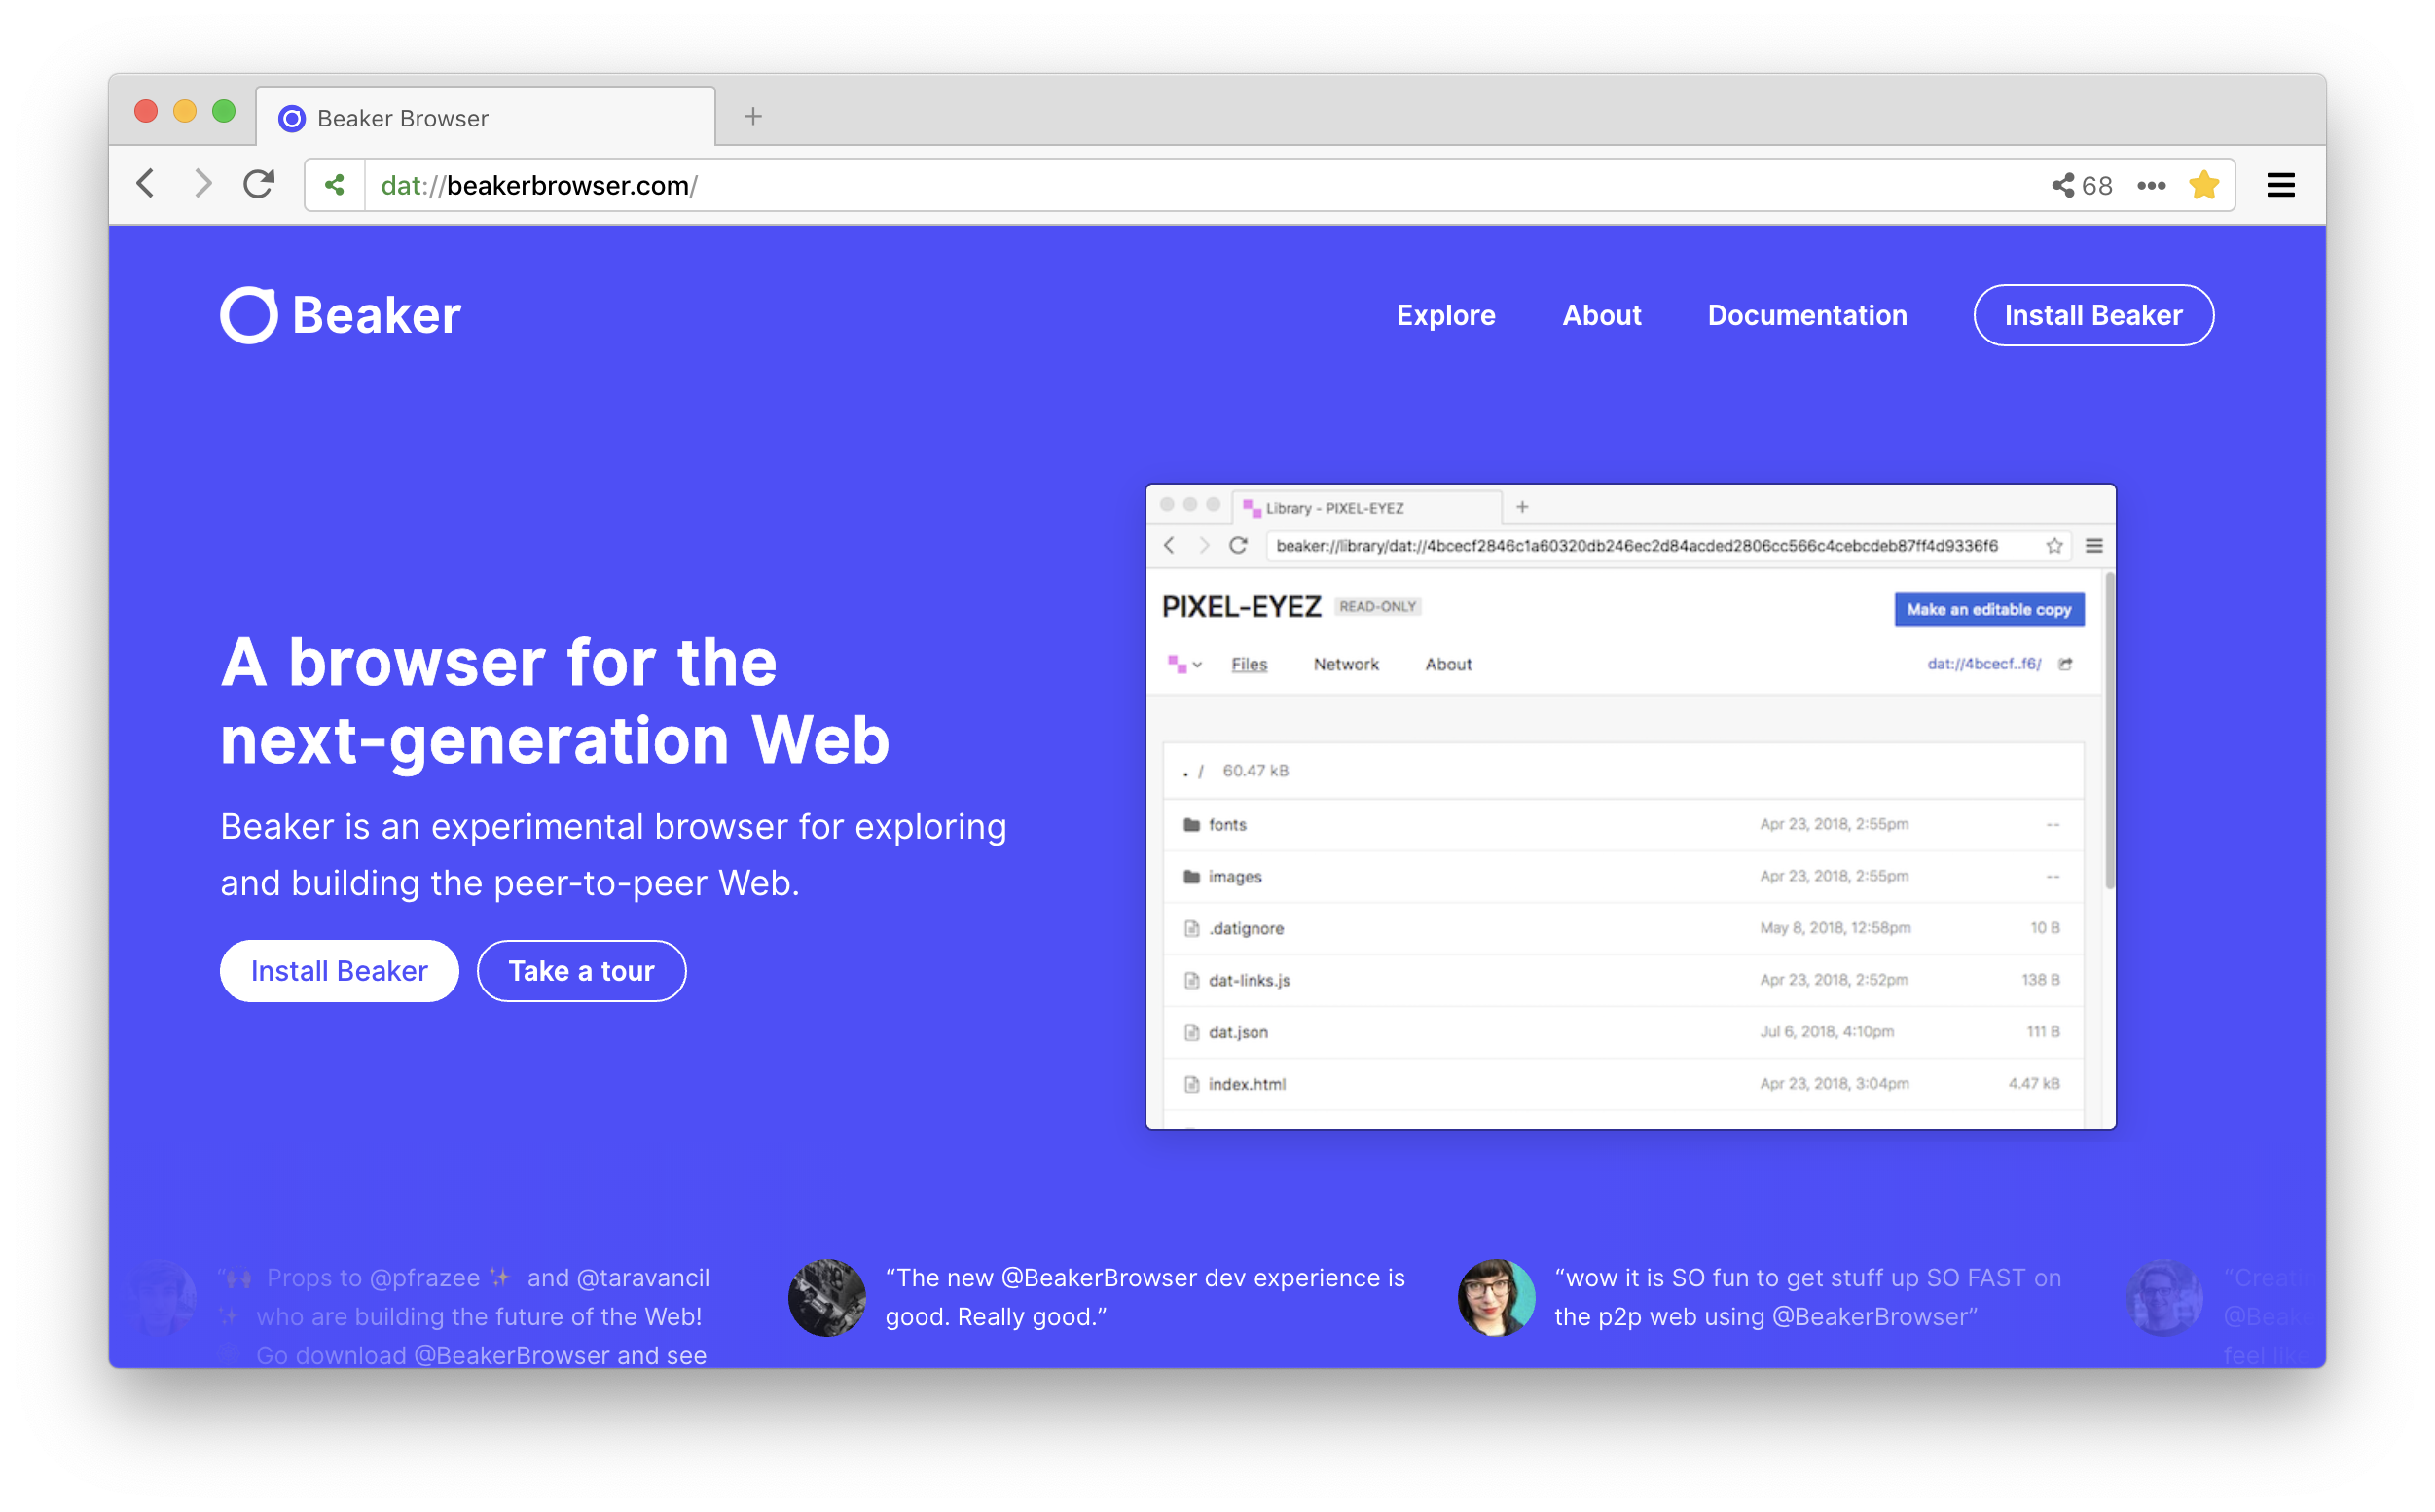 Beaker Browser
dat://beakerbrowser.com/
68
Beaker
Explore
About
Documentation
Install Beaker
A browser for the
next-generation Web
Beaker is an experimental browser for exploring
and building the peer-to-peer Web.
Install Beaker
Take a tour
Library - PIXEL-EYEZ
beaker://library/dat://4bcecf2846c1a60320db246ec2d84acded2806cc566c4cebcdeb87ff4d9336f6
PIXEL-EYEZ
READ-ONLY
Make an editable copy
Files
Network
About
dat://4bcecf..f6/
. / 60.47 kB
fonts Apr 23, 2018, 2:55pm --
images Apr 23, 2018, 2:55pm --
.datignore May 8, 2018, 12:58pm 10 B
dat-links.js Apr 23, 2018, 2:52pm 138 B
dat.json Jul 6, 2018, 4:10pm 111 B
index.html Apr 23, 2018, 3:04pm 4.47 kB
“🙌 Props to @pfrazee ✨ and @taravancil
✨ who are building the future of the Web!
Go download @BeakerBrowser and see
“The new @BeakerBrowser dev experience is
good. Really good.”
“wow it is SO fun to get stuff up SO FAST on
the p2p web using @BeakerBrowser”
feel